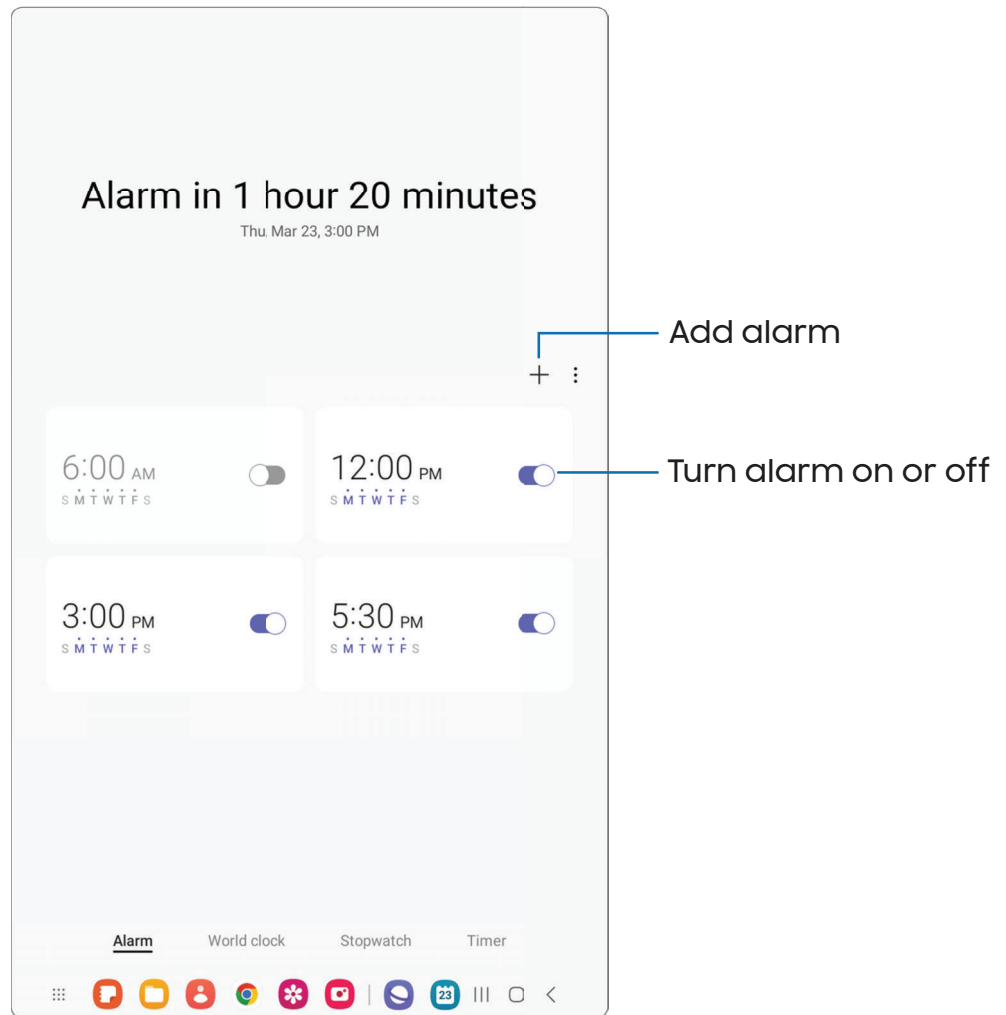 Alarm in 1 hour 20 minutes
Thu, Mar 23, 3:00 PM
Add alarm
6:00 AM
S M T W T F S
12:00 PM
S M T W T F S
Turn alarm on or off
3:00 PM
S M T W T F S
5:30 PM
S M T W T F S
Alarm World clock Stopwatch Timer
23